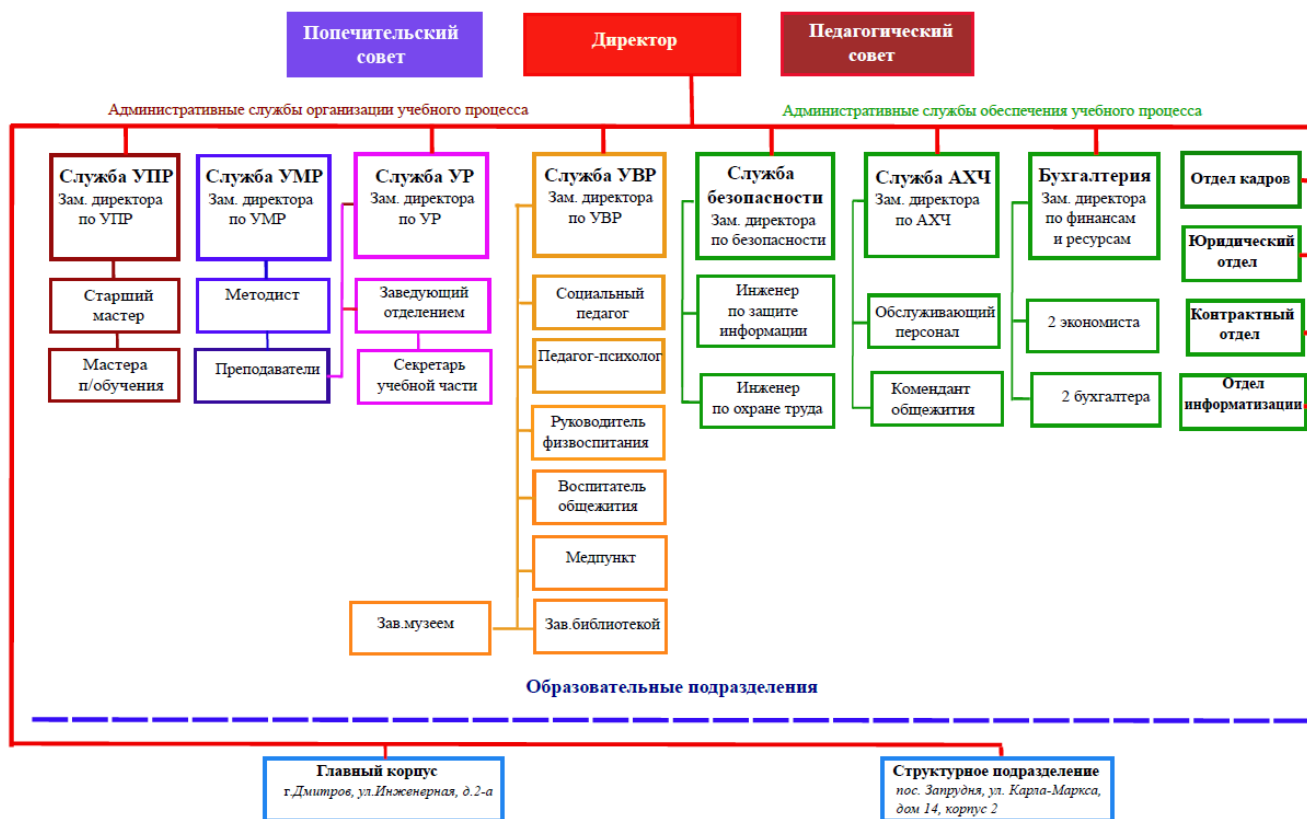 Попечительский
совет
Директор
Педагогический
совет
Административные службы организации учебного процесса
Административные службы обеспечения учебного процесса
Служба УПР
Зам. директора
по УПР
Старший
мастер
Мастера
п/обучения
Служба УМР
Зам. директора
по УМР
Методист
Преподаватели
Служба УР
Зам. директора
по УР
Заведующий
отделением
Секретарь
учебной части
Служба УВР
Зам. директора
по УВР
Социальный
педагог
Педагог-психолог
Руководитель
физвоспитания
Воспитатель
общежития
Медпункт
Зав.музеем
Зав.библиотекой
Служба
безопасности
Зам. директора
по безопасности
Инженер
по защите
информации
Инженер
по охране труда
Служба АХЧ
Зам. директора
по АХЧ
Обслуживающий
персонал
Комендант
общежития
Бухгалтерия
Зам. директора
по финансам
и ресурсам
2 экономиста
2 бухгалтера
Отдел кадров
Юридический
отдел
Контрактный
отдел
Отдел
информатизации
Образовательные подразделения
Главный корпус
г.Дмитров, ул.Инженерная, д.2-а
Структурное подразделение
пос. Запрудня, ул. Карла-Маркса,
дом 14, корпус 2